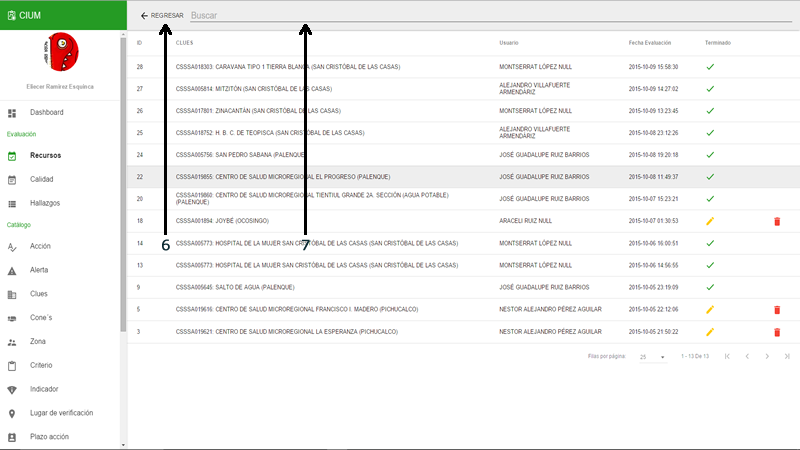 CIUM
REGRESAR
Buscar
Eliecer Ramirez Esquinca
Dashboard
Evaluación
Recursos
Calidad
Hallazgos
Catálogo
Acción
Alerta
Clues
Cone´s
Zona
Criterio
Indicador
Lugar de verificación
Plazo acción
ID CLUES Usuario Fecha Evaluación Terminado
28 CSSSA018303: CARAVANA TIPO 1 TIERRA BLANCA (SAN CRISTÓBAL DE LAS CASAS) MONTSERRAT LÓPEZ NULL 2015-10-09 15:58:30
27 CSSSA005814: MITZITÓN (SAN CRISTÓBAL DE LAS CASAS) ALEJANDRO VILLAFUERTE ARMENDÁRIZ 2015-10-09 14:27:02
26 CSSSA017801: ZINACANTÁN (SAN CRISTÓBAL DE LAS CASAS) MONTSERRAT LÓPEZ NULL 2015-10-09 13:23:45
25 CSSSA018752: H. B. C. DE TEOPISCA (SAN CRISTÓBAL DE LAS CASAS) ALEJANDRO VILLAFUERTE ARMENDÁRIZ 2015-10-08 23:12:26
24 CSSSA005756: SAN PEDRO SABANA (PALENQUE) JOSÉ GUADALUPE RUIZ BARRIOS 2015-10-08 19:20:18
22 CSSSA019855: CENTRO DE SALUD MICROREGIONAL EL PROGRESO (PALENQUE) JOSÉ GUADALUPE RUIZ BARRIOS 2015-10-08 11:49:37
20 CSSSA019860: CENTRO DE SALUD MICROREGIONAL TIENTIUL GRANDE 2A. SECCIÓN (AGUA POTABLE) (PALENQUE) JOSÉ GUADALUPE RUIZ BARRIOS 2015-10-07 15:23:21
18 CSSSA001894: JOYBÉ (OCOSINGO) ARACELI RUIZ NULL 2015-10-07 01:30:53
14 CSSSA005773: HOSPITAL DE LA MUJER SAN CRISTÓBAL DE LAS CASAS (SAN CRISTÓBAL DE LAS CASAS) MONTSERRAT LÓPEZ NULL 2015-10-06 16:00:51
13 CSSSA005773: HOSPITAL DE LA MUJER SAN CRISTÓBAL DE LAS CASAS (SAN CRISTÓBAL DE LAS CASAS) MONTSERRAT LÓPEZ NULL 2015-10-06 14:56:55
9 CSSSA005645: SALTO DE AGUA (PALENQUE) JOSÉ GUADALUPE RUIZ BARRIOS 2015-10-05 23:19:09
5 CSSSA019616: CENTRO DE SALUD MICROREGIONAL FRANCISCO I. MADERO (PICHUCALCO) NESTOR ALEJANDRO PÉREZ AGUILAR 2015-10-05 22:12:06
3 CSSSA019621: CENTRO DE SALUD MICROREGIONAL LA ESPERANZA (PICHUCALCO) NESTOR ALEJANDRO PÉREZ AGUILAR 2015-10-05 21:50:22
6 7
Filas por página: 25 1 - 13 De 13